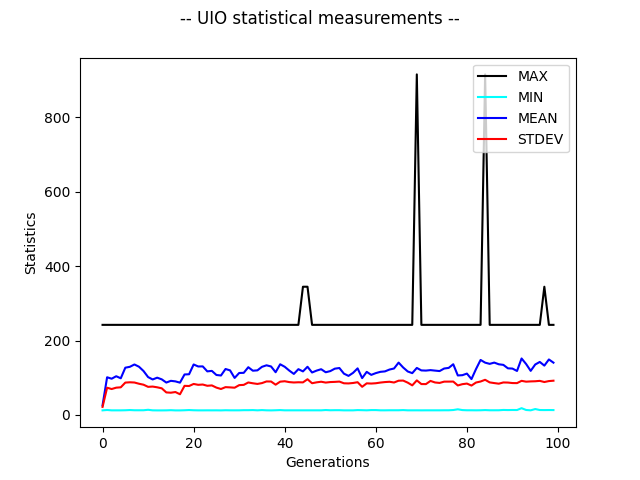 -- UIO statistical measurements --
MAX
MIN
MEAN
STDEV
Statistics
800
600
400
200
0
0 20 40 60 80 100
Generations